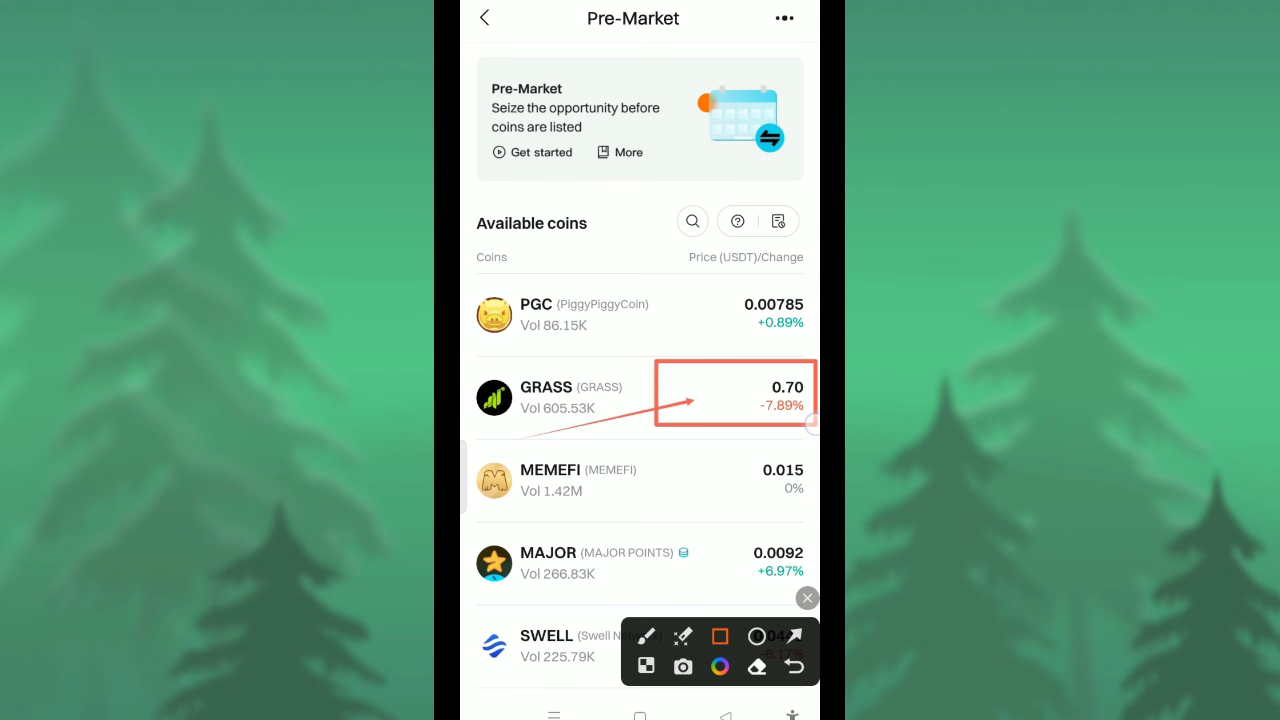 Pre-Market
Pre-Market
Seize the opportunity before
coins are listed
Get started More
Available coins
Coins Price (USDT)/Change
PGC (PiggyPiggyCoin) 0.00785
Vol 86.15K +0.89%
GRASS (GRASS) 0.70
Vol 605.53K -7.89%
MEMEFI (MEMEFI) 0.015
Vol 1.42M 0%
MAJOR (MAJOR POINTS) 0.0092
Vol 266.83K +6.97%
SWELL (Swell
Vol 225.79K -6.17%